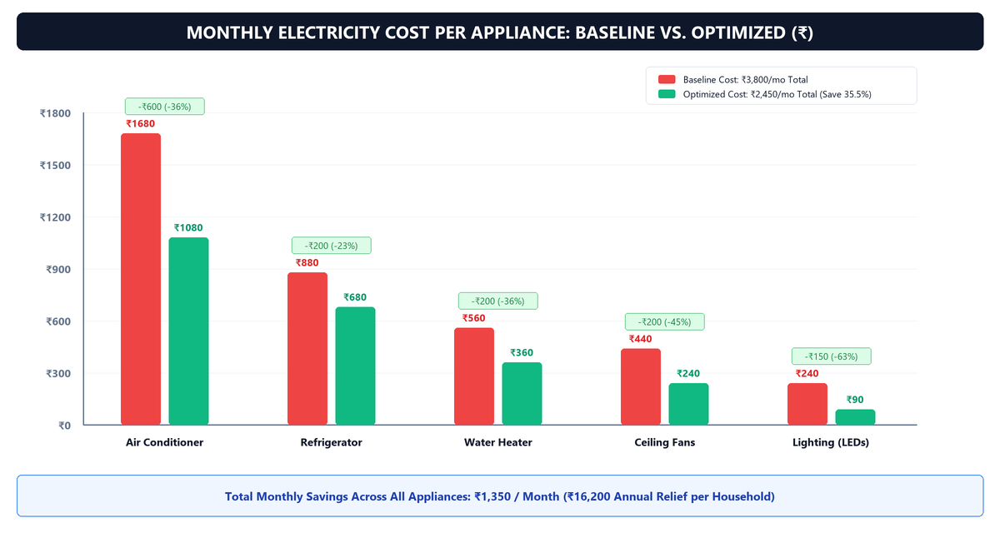 MONTHLY ELECTRICITY COST PER APPLIANCE: BASELINE VS. OPTIMIZED (₹)
Baseline Cost: ₹3,800/mo Total
Optimized Cost: ₹2,450/mo Total (Save 35.5%)
₹1800
₹1500
₹1200
₹900
₹600
₹300
₹0
-₹600 (-36%)
₹1680
₹1080
-₹200 (-23%)
₹880
₹680
-₹200 (-36%)
₹560
₹360
-₹200 (-45%)
₹440
₹240
-₹150 (-63%)
₹240
₹90
Air Conditioner
Refrigerator
Water Heater
Ceiling Fans
Lighting (LEDs)
Total Monthly Savings Across All Appliances: ₹1,350 / Month (₹16,200 Annual Relief per Household)